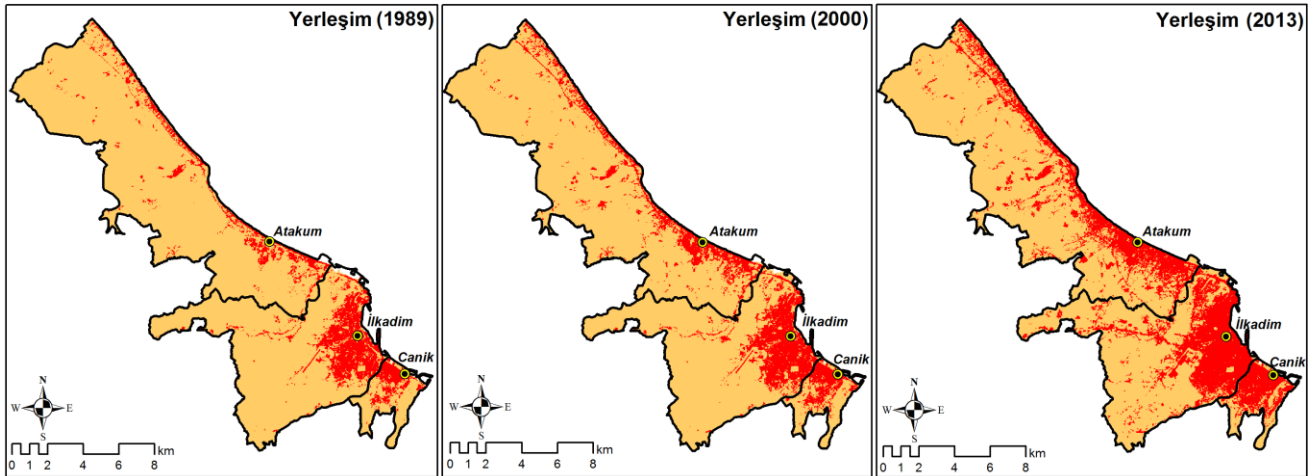 Yerleşim (1989)
Atakum
İlkadim
Canik
N
W E
S
km
0 1 2 4 6 8
Yerleşim (2000)
Atakum
İlkadim
Canik
N
W E
S
km
0 1 2 4 6 8
Yerleşim (2013)
Atakum
İlkadim
Canik
N
W E
S
km
0 1 2 4 6 8